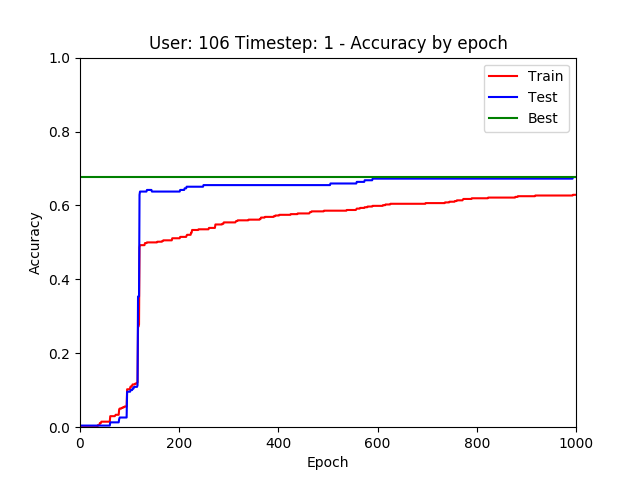 User: 106 Timestep: 1 - Accuracy by epoch
1.0
Train
Test
Best
0.8
0.6
0.4
0.2
0.0
Accuracy
0 200 400 600 800 1000
Epoch